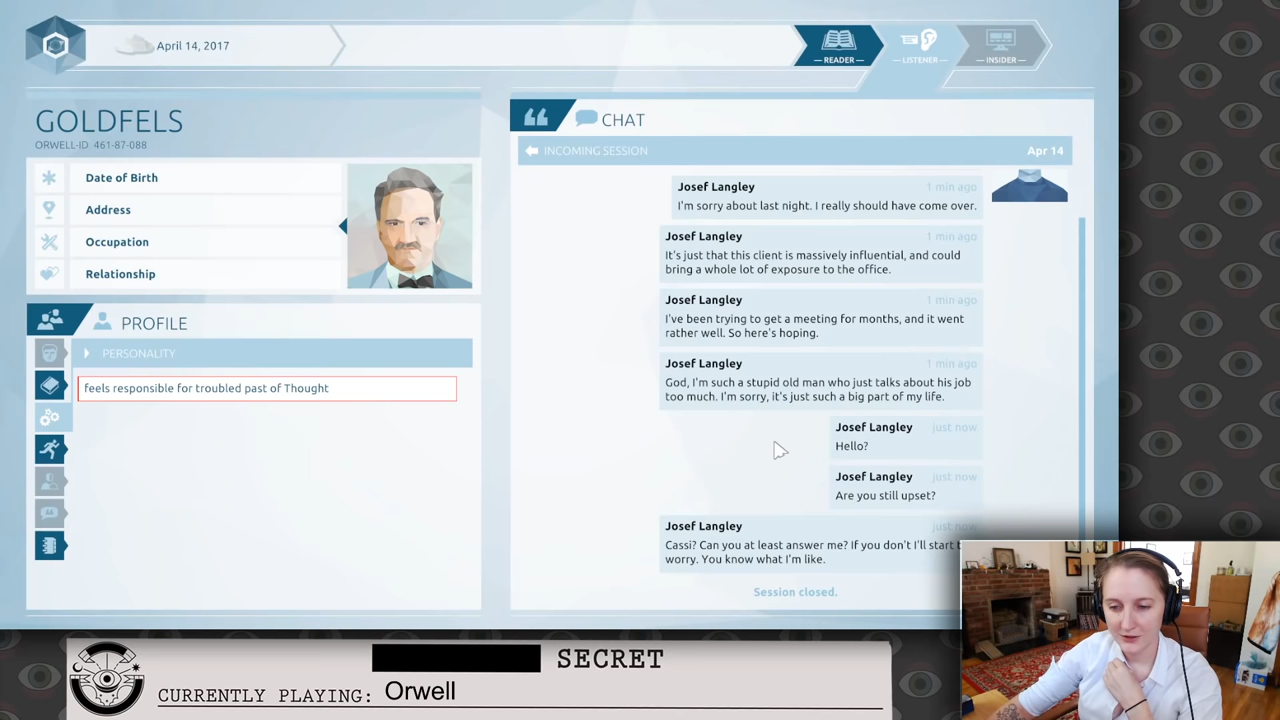 April 14, 2017
— READER —
— LISTENER —
— INSIDER —
GOLDFELS
ORWELL-ID 461-87-088
Date of Birth
Address
Occupation
Relationship
PROFILE
PERSONALITY
feels responsible for troubled past of Thought
CHAT
INCOMING SESSION
Apr 14
Josef Langley 1 min ago
I'm sorry about last night. I really should have come over.
Josef Langley 1 min ago
It's just that this client is massively influential, and could
bring a whole lot of exposure to the office.
Josef Langley 1 min ago
I've been trying to get a meeting for months, and it went
rather well. So here's hoping.
Josef Langley 1 min ago
God, I'm such a stupid old man who just talks about his job
too much. I'm sorry, it's just such a big part of my life.
Josef Langley just now
Hello?
Josef Langley just now
Are you still upset?
Josef Langley just now
Cassi? Can you at least answer me? If you don't I'll start
worry. You know what I'm like.
Session closed.
SECRET
CURRENTLY PLAYING: Orwell